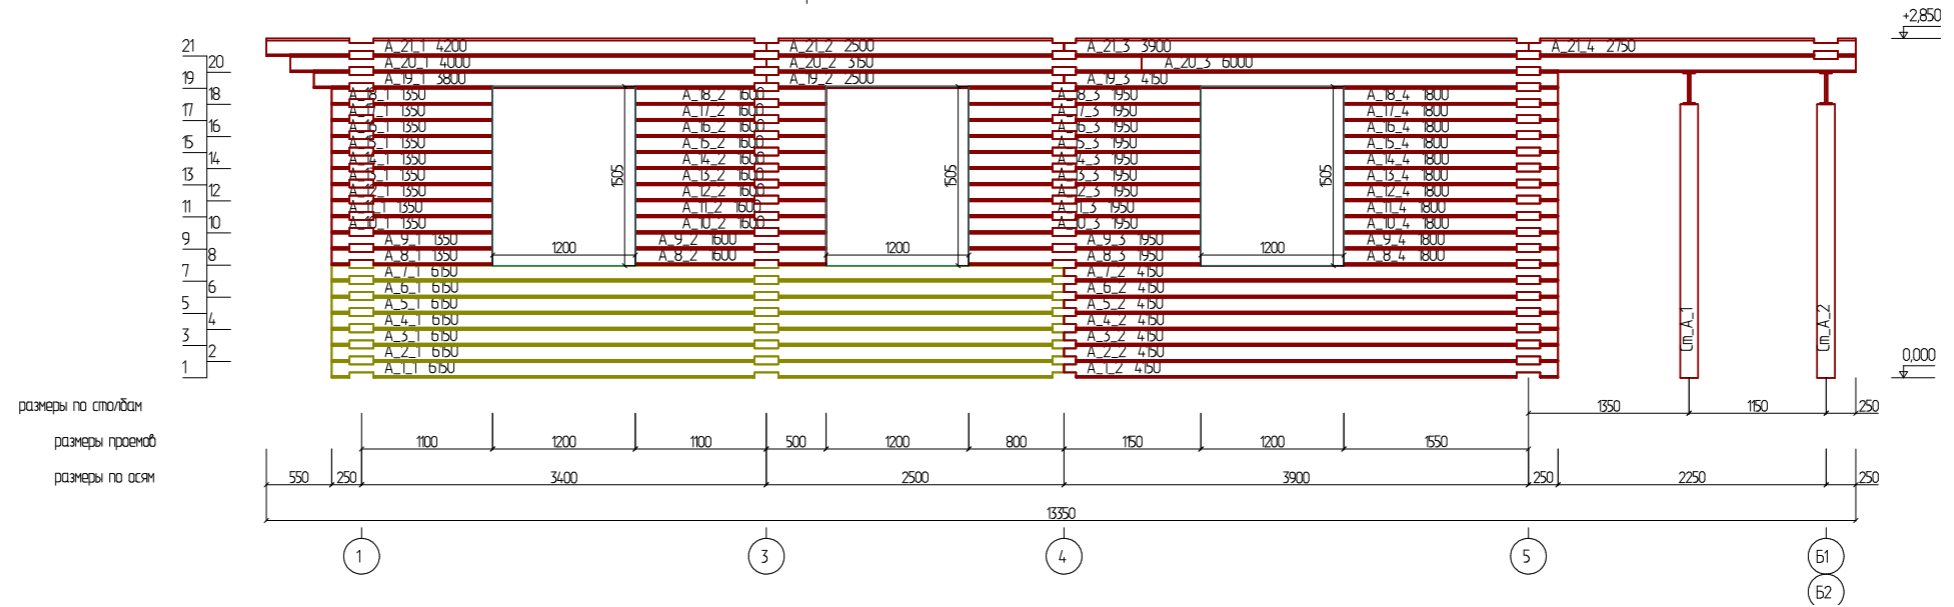 +2,850
21 A_21_1 4200 A_21_2 2500 A_21_3 3900 A_21_4 2750
20 A_20_1 4000 A_20_2 3150 A_20_3 6000
19 A_19_1 3800 A_19_2 2500 A_19_3 4150
18 A_18_1 1350 A_18_2 1600 A_18_3 1950 A_18_4 1800
17 A_17_1 1350 A_17_2 1600 A_17_3 1950 A_17_4 1800
16 A_16_1 1350 A_16_2 1600 A_16_3 1950 A_16_4 1800
15 A_15_1 1350 A_15_2 1600 A_15_3 1950 A_15_4 1800
14 A_14_1 1350 A_14_2 1600 A_14_3 1950 A_14_4 1800
13 A_13_1 1350 A_13_2 1600 A_13_3 1950 A_13_4 1800
1505 1505 1505
12 A_12_1 1350 A_12_2 1600 A_12_3 1950 A_12_4 1800
11 A_11_1 1350 A_11_2 1600 A_11_3 1950 A_11_4 1800
10 A_10_1 1350 A_10_2 1600 A_10_3 1950 A_10_4 1800
9 A_9_1 1350 A_9_2 1600 A_9_3 1950 A_9_4 1800
1200 1200 1200
8 A_8_1 1350 A_8_2 1600 A_8_3 1950 A_8_4 1800
7 A_7_1 6150 A_7_2 4150
6 A_6_1 6150 A_6_2 4150
5 A_5_1 6150 A_5_2 4150
4 A_4_1 6150 A_4_2 4150
3 A_3_1 6150 A_3_2 4150
Ст_А_1 Ст_А_2
2 A_2_1 6150 A_2_2 4150
0,000
1 A_1_1 6150 A_1_2 4150
размеры по столбам 1350 1150 250
размеры проемов 1100 1200 1100 500 1200 800 1150 1200 1550
размеры по осям 550 250 3400 2500 3900 250 2250 250
13350
1 3 4 5 Б1
Б2